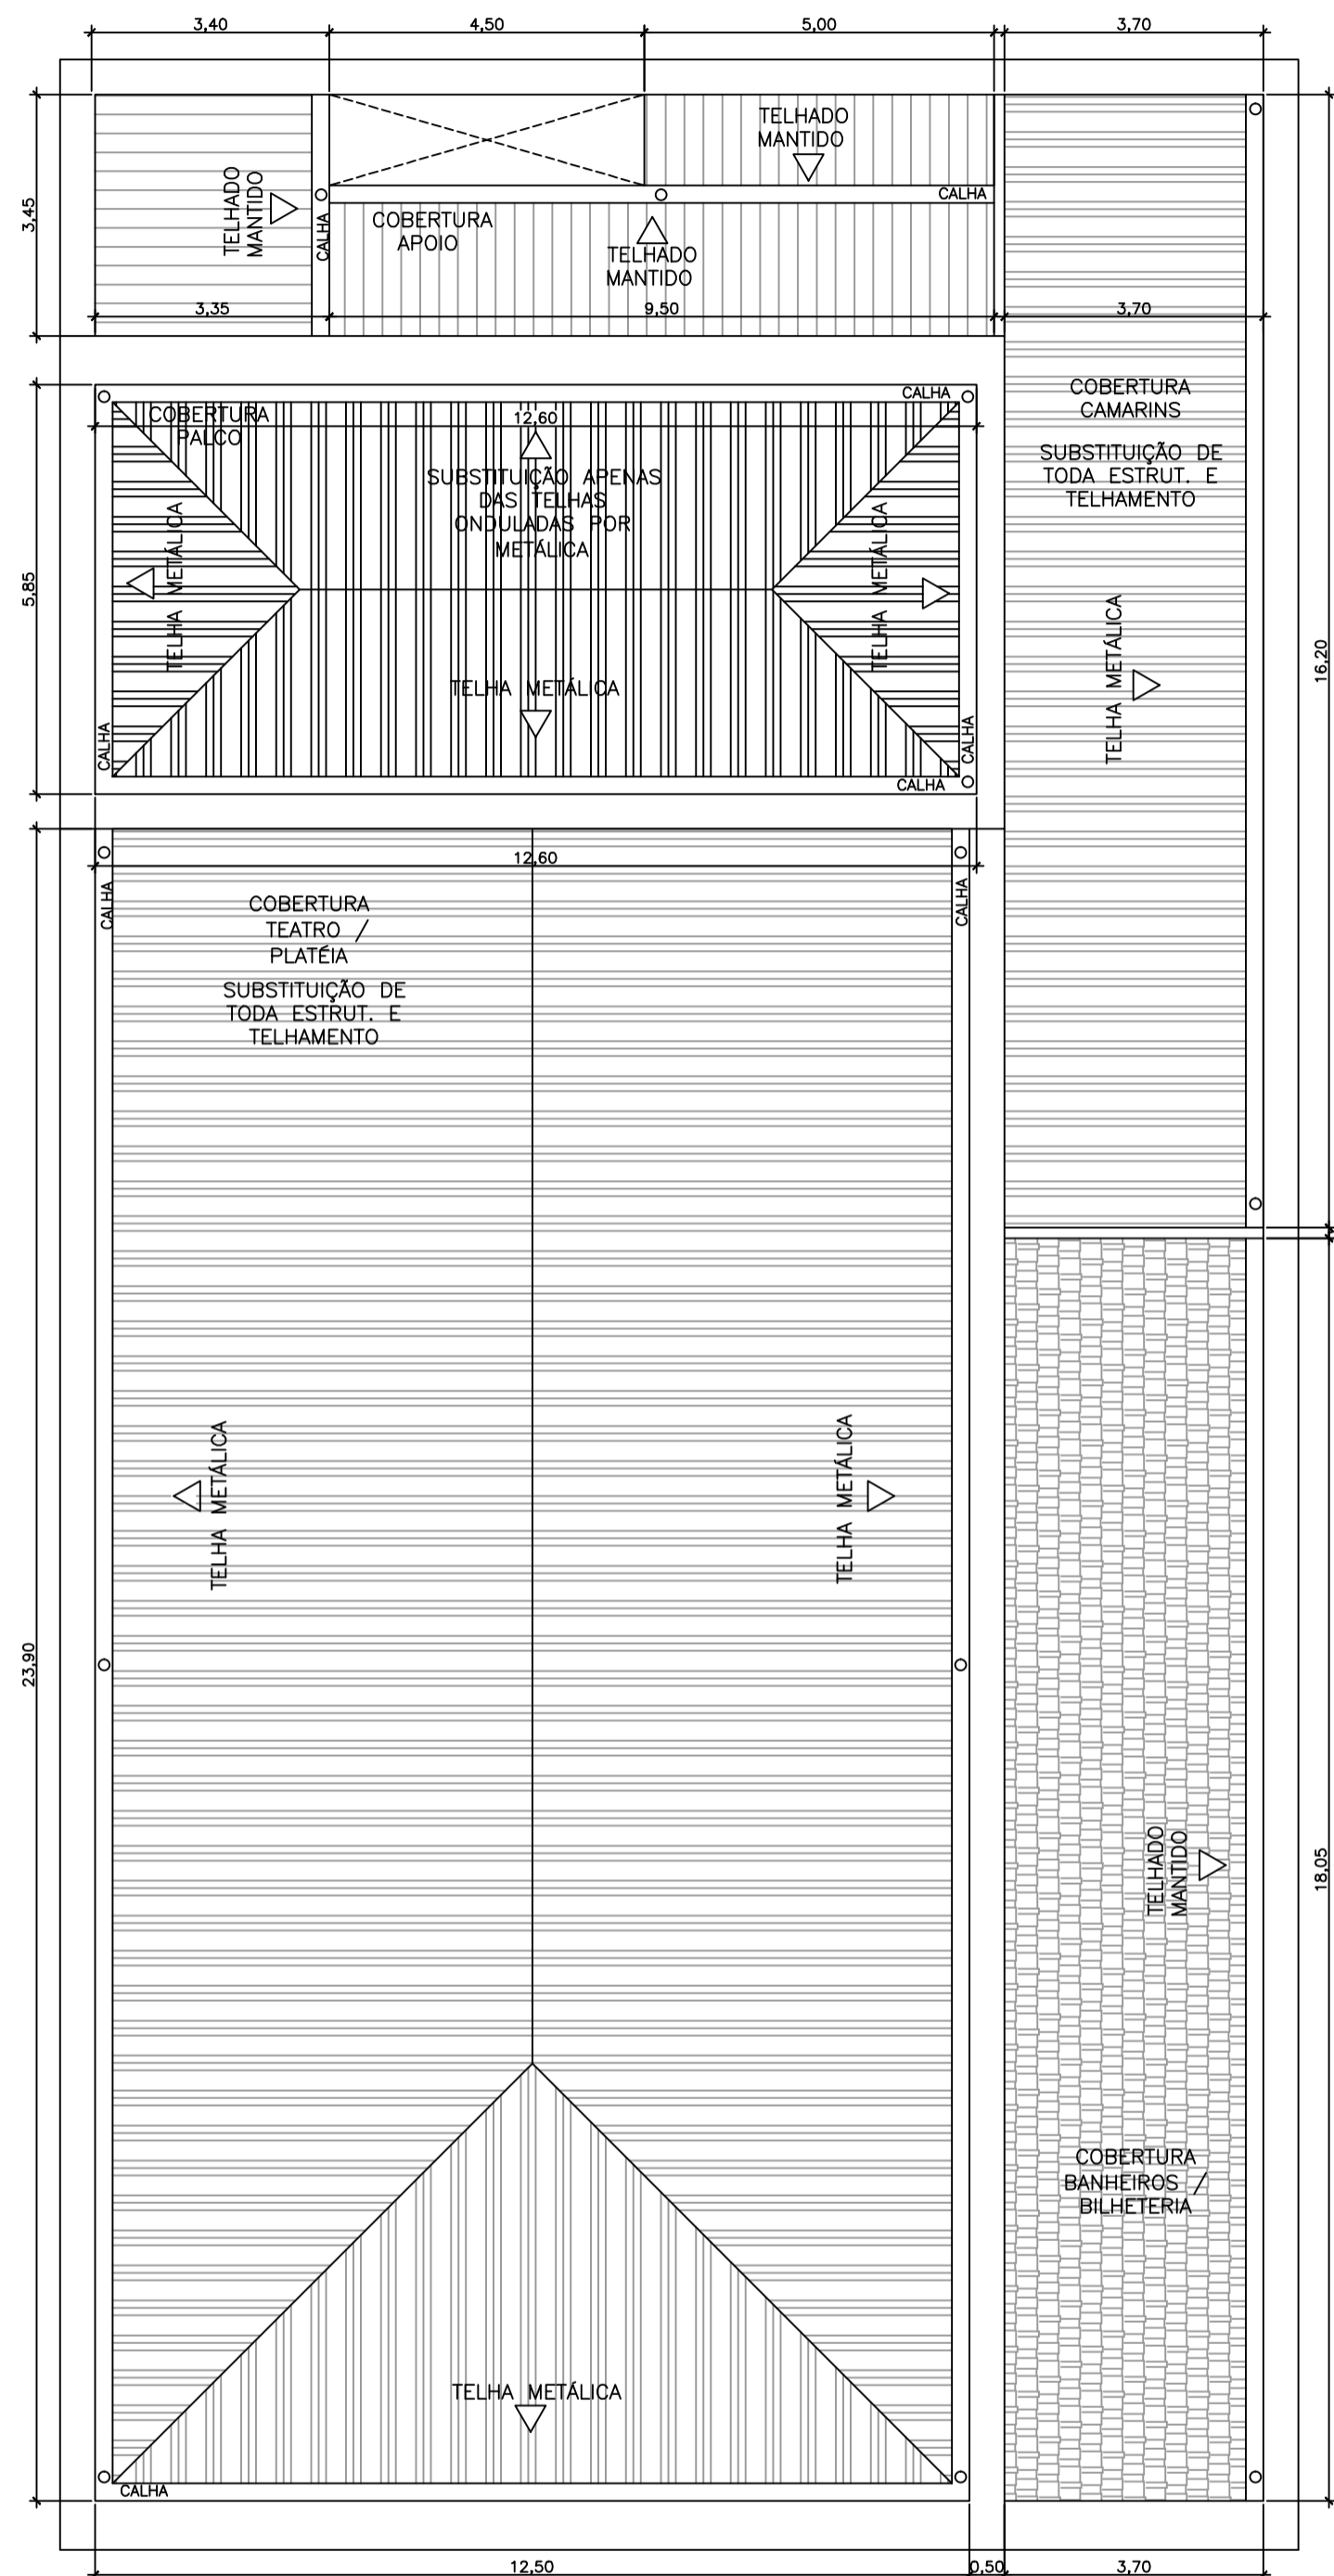 3,40
4,50
5,00
3,70
TELHADO
MANTIDO
CALHA
TELHADO
MANTIDO
CALHA
COBERTURA
APOIO
TELHADO
MANTIDO
3,45
3,35
9,50
3,70
CALHA
COBERTURA
PALCO
12,60
SUBSTITUIÇÃO APENAS
DAS TELHAS
ONDULADAS POR
METÁLICA
TELHA METÁLICA
TELHA METÁLICA
TELHA METÁLICA
CALHA
CALHA
CALHA
5,85
COBERTURA
CAMARINS
SUBSTITUIÇÃO DE
TODA ESTRUT. E
TELHAMENTO
TELHA METÁLICA
16,20
12,60
CALHA
CALHA
COBERTURA
TEATRO /
PLATÉIA
SUBSTITUIÇÃO DE
TODA ESTRUT. E
TELHAMENTO
TELHA METÁLICA
TELHA METÁLICA
23,90
TELHADO
MANTIDO
18,05
COBERTURA
BANHEIROS /
BILHETERIA
TELHA METÁLICA
CALHA
12,50
0,50
3,70